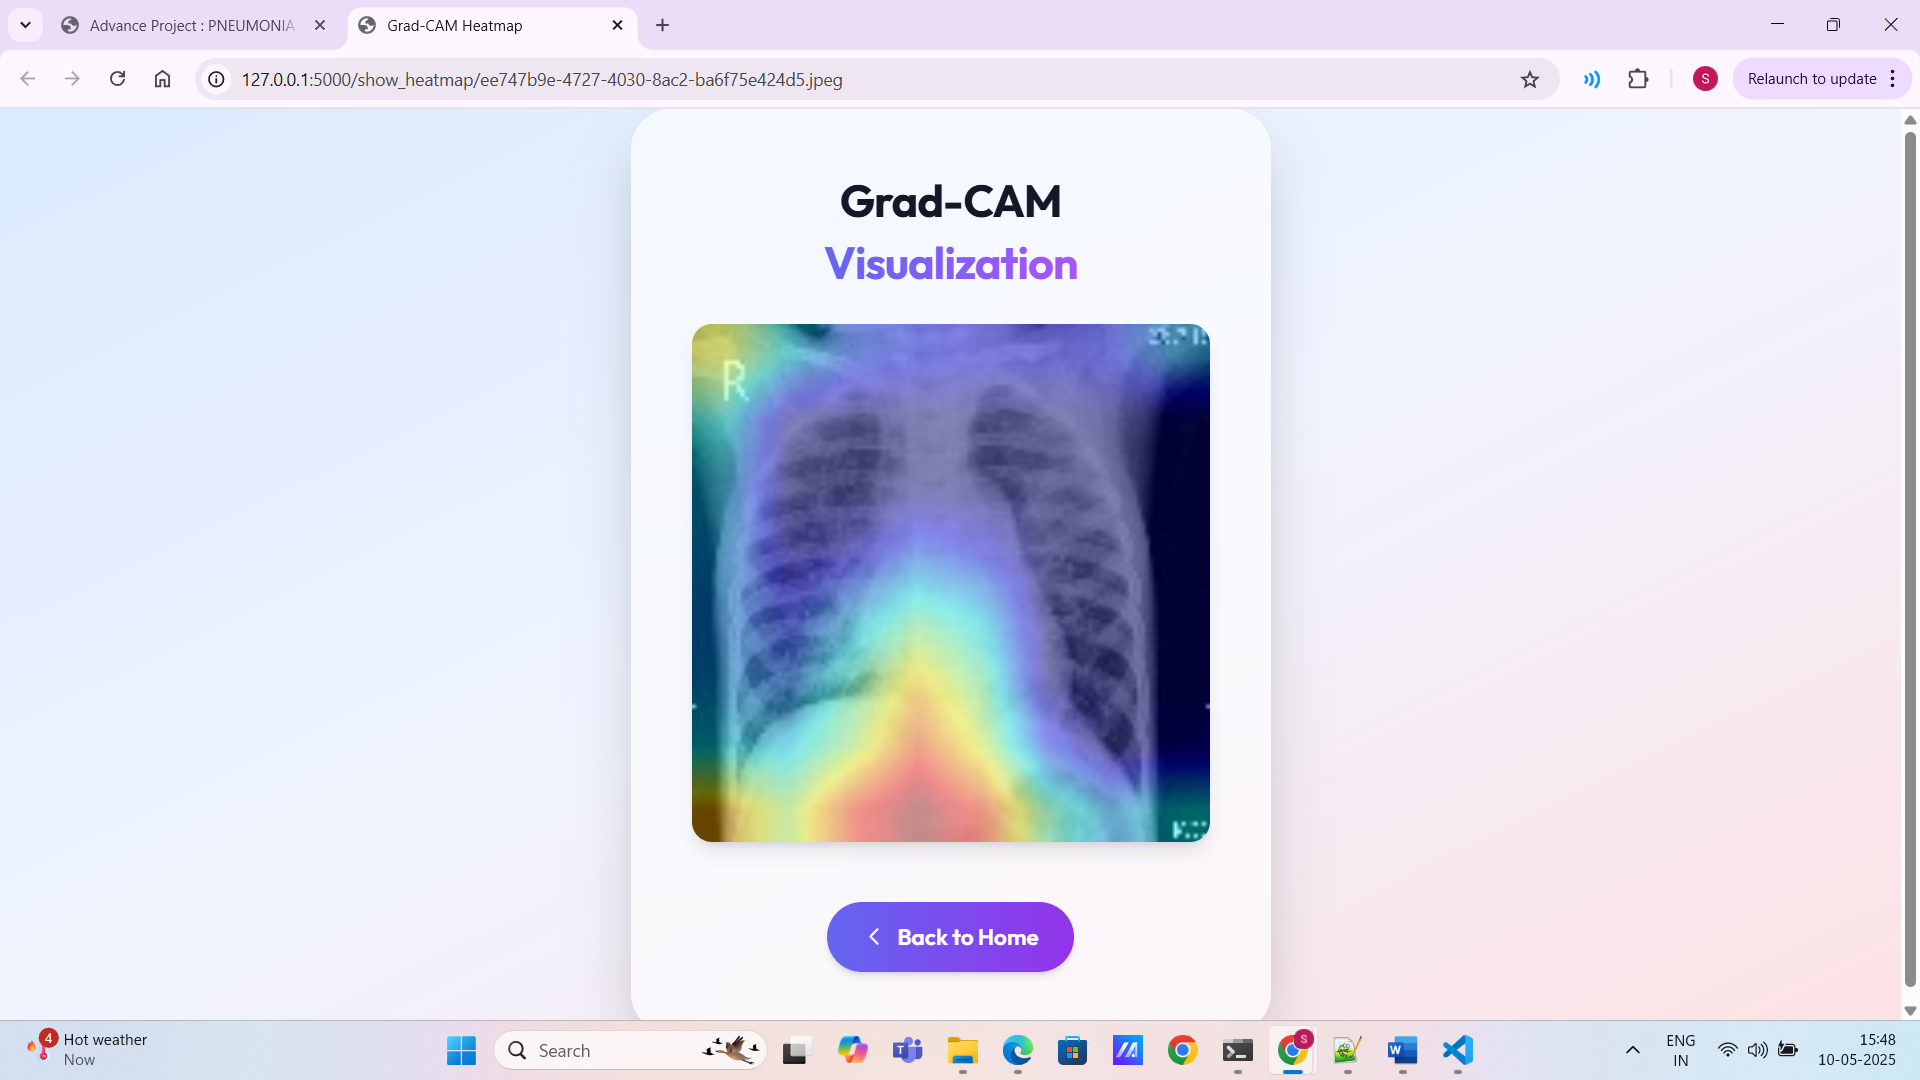 Advance Project : PNEUMONIA
Grad-CAM Heatmap
127.0.0.1:5000/show_heatmap/ee747b9e-4727-4030-8ac2-ba6f75e424d5.jpeg
S
Relaunch to update
Grad-CAM
Visualization
R
Back to Home
4
Hot weather
Now
Search
S
ENG
IN
15:48
10-05-2025